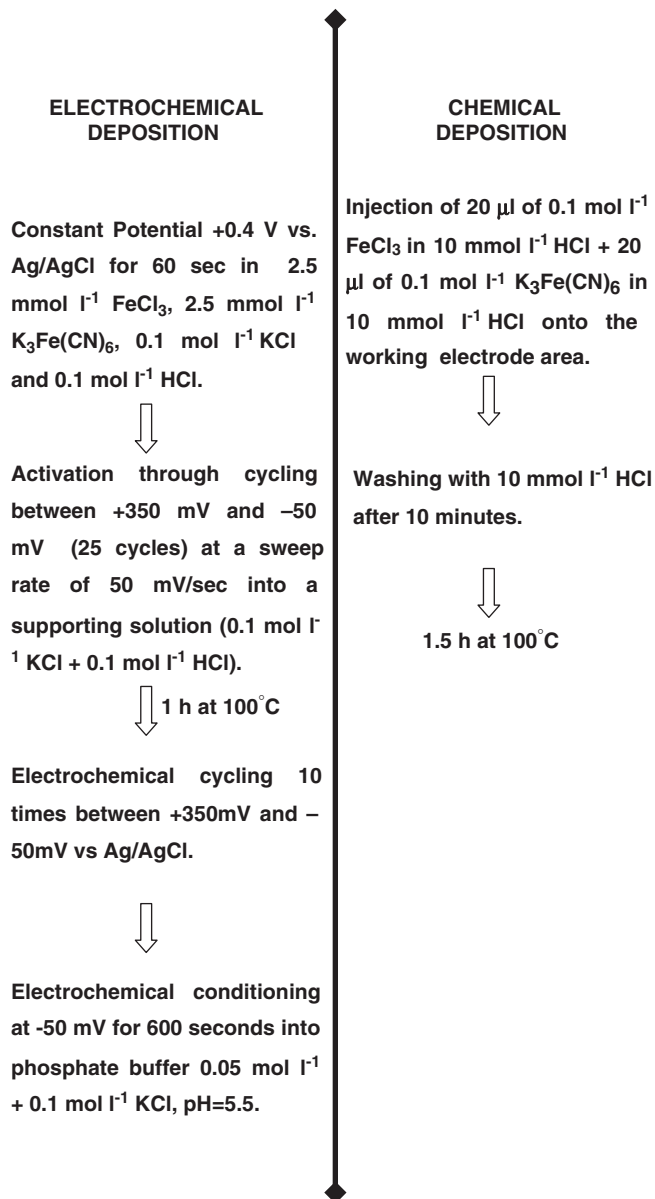 ELECTROCHEMICAL
DEPOSITION
Constant Potential +0.4 V vs.
Ag/AgCl for 60 sec in 2.5
mmol l⁻¹ FeCl₃, 2.5 mmol l⁻¹
K₃Fe(CN)₆, 0.1 mol l⁻¹ KCl
and 0.1 mol l⁻¹ HCl.
Activation through cycling
between +350 mV and –50
mV (25 cycles) at a sweep
rate of 50 mV/sec into a
supporting solution (0.1 mol l⁻
¹ KCl + 0.1 mol l⁻¹ HCl).
1 h at 100°C
Electrochemical cycling 10
times between +350mV and –
50mV vs Ag/AgCl.
Electrochemical conditioning
at -50 mV for 600 seconds into
phosphate buffer 0.05 mol l⁻¹
+ 0.1 mol l⁻¹ KCl, pH=5.5.
CHEMICAL
DEPOSITION
Injection of 20 µl of 0.1 mol l⁻¹
FeCl₃ in 10 mmol l⁻¹ HCl + 20
µl of 0.1 mol l⁻¹ K₃Fe(CN)₆ in
10 mmol l⁻¹ HCl onto the
working electrode area.
Washing with 10 mmol l⁻¹ HCl
after 10 minutes.
1.5 h at 100°C